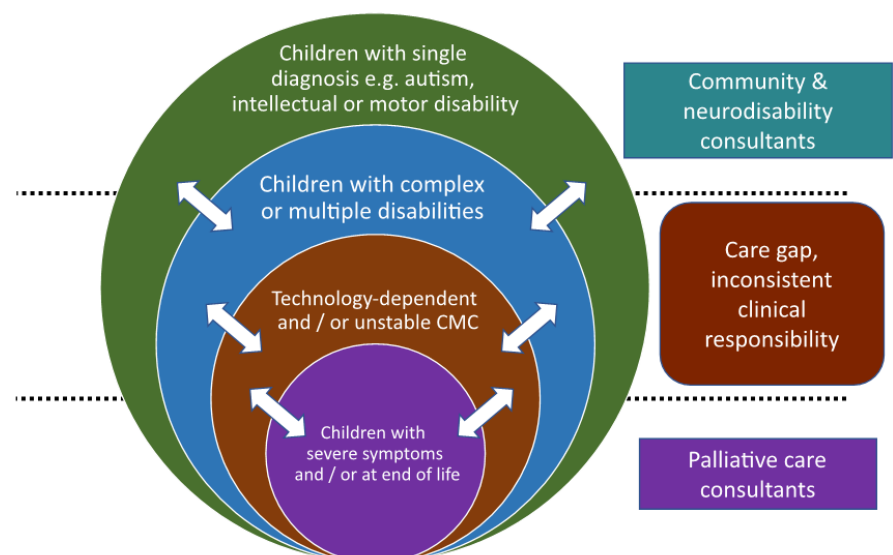 Children with single
diagnosis e.g. autism,
intellectual or motor disability
Community &
neurodisability
consultants
Children with complex
or multiple disabilities
Care gap,
inconsistent
clinical
responsibility
Technology-dependent
and / or unstable CMC
Children with
severe symptoms
and / or at end of life
Palliative care
consultants